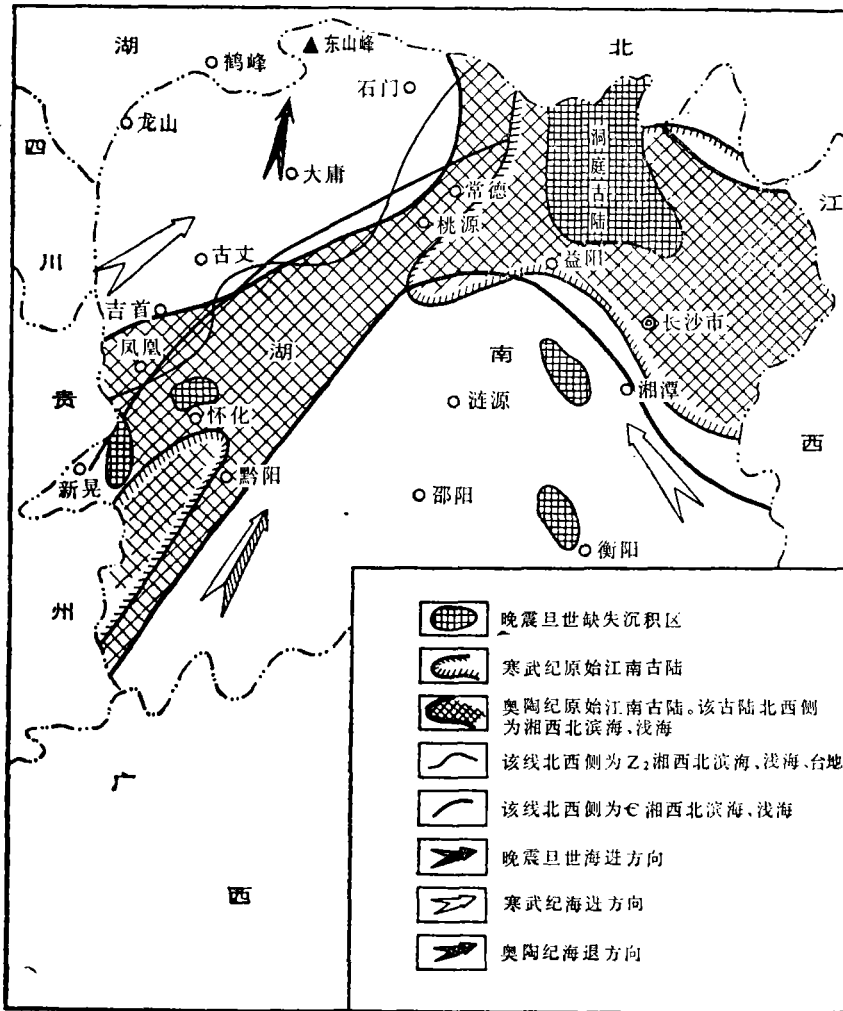 湖
北
东山峰
鹤峰
石门
龙山
四
大庸
洞庭古陆
常德
江
桃源
川
古丈
益阳
吉首
长沙市
凤凰
湖
南
贵
涟源
湘潭
怀化
西
新晃
黔阳
邵阳
衡阳
州
晚震旦世缺失沉积区
寒武纪原始江南古陆
奥陶纪原始江南古陆。该古陆北西侧
为湘西北滨海、浅海
该线北西侧为Z₂湘西北滨海、浅海、台地
广
该线北西侧为Є湘西北滨海、浅海
晚震旦世海进方向
西
寒武纪海进方向
奥陶纪海退方向